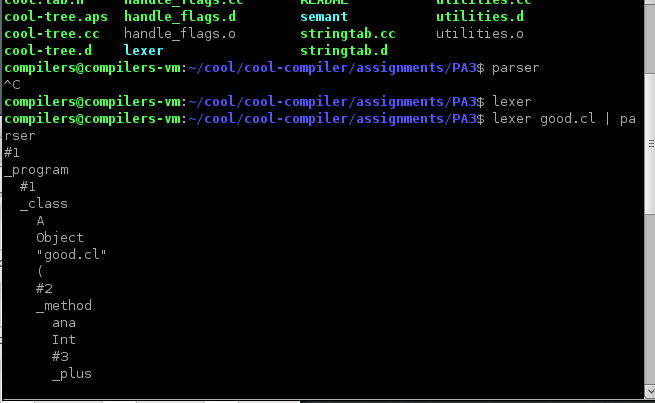 cool.tab.h handle_flags.cc README utilities.cc
cool-tree.aps handle_flags.d semant utilities.d
cool-tree.cc handle_flags.o stringtab.cc utilities.o
cool-tree.d lexer stringtab.d
compilers@compilers-vm:~/cool/cool-compiler/assignments/PA3$ parser
^C
compilers@compilers-vm:~/cool/cool-compiler/assignments/PA3$ lexer
compilers@compilers-vm:~/cool/cool-compiler/assignments/PA3$ lexer good.cl | pa
rser
#1
_program
#1
_class
A
Object
"good.cl"
(
#2
_method
ana
Int
#3
_plus